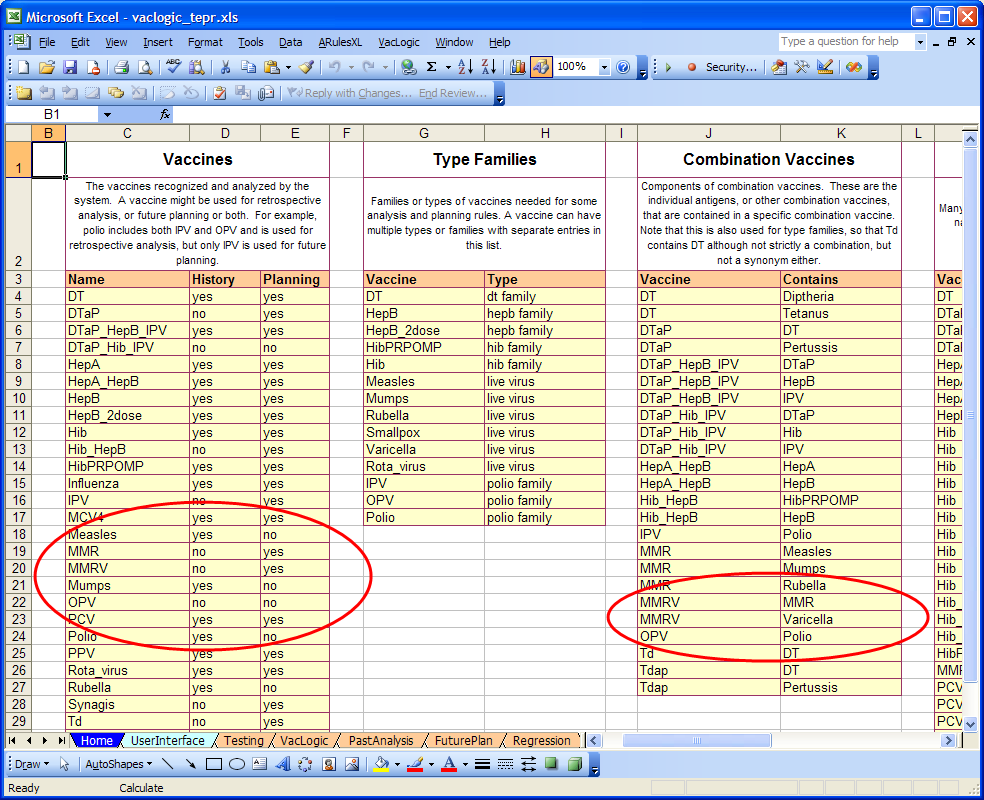 Microsoft Excel - vaclogic_tepr.xls
File Edit View Insert Format Tools Data ARulesXL VacLogic Window Help Type a question for help
100% Security...
Reply with Changes... End Review...
B1 fx
B C D E F G H I J K L
1 Vaccines Type Families Combination Vaccines
The vaccines recognized and analyzed by the
system. A vaccine might be used for retrospective
analysis, or future planning or both. For example,
polio includes both IPV and OPV and is used for
retrospective analysis, but only IPV is used for future
planning.
Families or types of vaccines needed for some
analysis and planning rules. A vaccine can have
multiple types or families with separate entries in
this list.
Components of combination vaccines. These are the
individual antigens, or other combination vaccines,
that are contained in a specific combination vaccine.
Note that this is also used for type families, so that Td
contains DT although not strictly a combination, but
not a synonym either.
Many
2
3 Name History Planning Vaccine Type Vaccine Contains Vac
4 DT yes yes DT dt family DT Diptheria DT
5 DTaP no yes HepB hepb family DT Tetanus DTa
6 DTaP_HepB_IPV yes yes HepB_2dose hepb family DTaP DT DTa
7 DTaP_Hib_IPV no no HibPRPOMP hib family DTaP Pertussis DTa
8 HepA yes yes Hib hib family DTaP_HepB_IPV DTaP Hep
9 HepA_HepB yes yes Measles live virus DTaP_HepB_IPV HepB Hep
10 HepB yes yes Mumps live virus DTaP_HepB_IPV IPV Hep
11 HepB_2dose yes yes Rubella live virus DTaP_Hib_IPV DTaP Hep
12 Hib yes yes Smallpox live virus DTaP_Hib_IPV Hib Hib
13 Hib_HepB no yes Varicella live virus DTaP_Hib_IPV IPV Hib
14 HibPRPOMP yes yes Rota_virus live virus HepA_HepB HepA Hib
15 Influenza yes yes IPV polio family HepA_HepB HepB Hib
16 IPV no yes OPV polio family Hib_HepB HibPRPOMP Hib
17 MCV4 yes yes Polio polio family Hib_HepB HepB Hib
18 Measles yes no IPV Polio Hib
19 MMR no yes MMR Measles Hib
20 MMRV no yes MMR Mumps Hib
21 Mumps yes no MMR Rubella Hib
22 OPV no no MMRV MMR Hib_
23 PCV yes yes MMRV Varicella Hib_
24 Polio yes no OPV Polio Hib_
25 PPV yes yes Td DT HibF
26 Rota_virus yes yes Tdap DT MMF
27 Rubella yes no Tdap Pertussis PCV
28 Synagis no yes PCV
29 Td no yes PCV
Home UserInterface Testing VacLogic PastAnalysis FuturePlan Regression
Draw AutoShapes
Ready Calculate